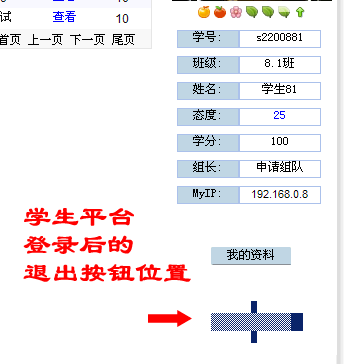 查看 10
试 查看 10
首页 上一页 下一页 尾页
学号: s2200881
班级: 8.1班
姓名: 学生81
态度: 25
学分: 100
组长: 申请组队
MyIP: 192.168.0.8
学生平台
登录后的
退出按钮位置
我的资料